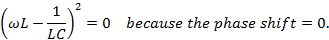 (ωL - 1/LC)² = 0 because the phase shift = 0.